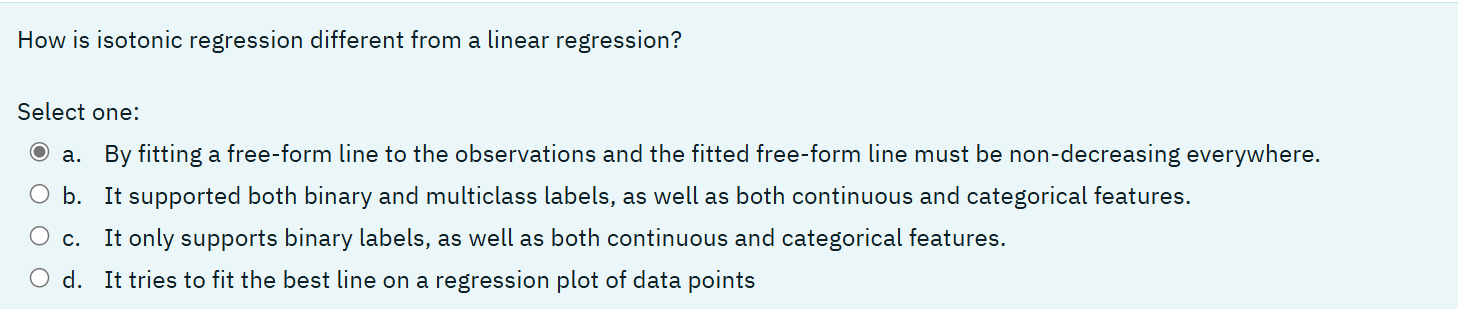 How is isotonic regression different from a linear regression?
Select one:
a. By fitting a free-form line to the observations and the fitted free-form line must be non-decreasing everywhere.
b. It supported both binary and multiclass labels, as well as both continuous and categorical features.
c. It only supports binary labels, as well as both continuous and categorical features.
d. It tries to fit the best line on a regression plot of data points